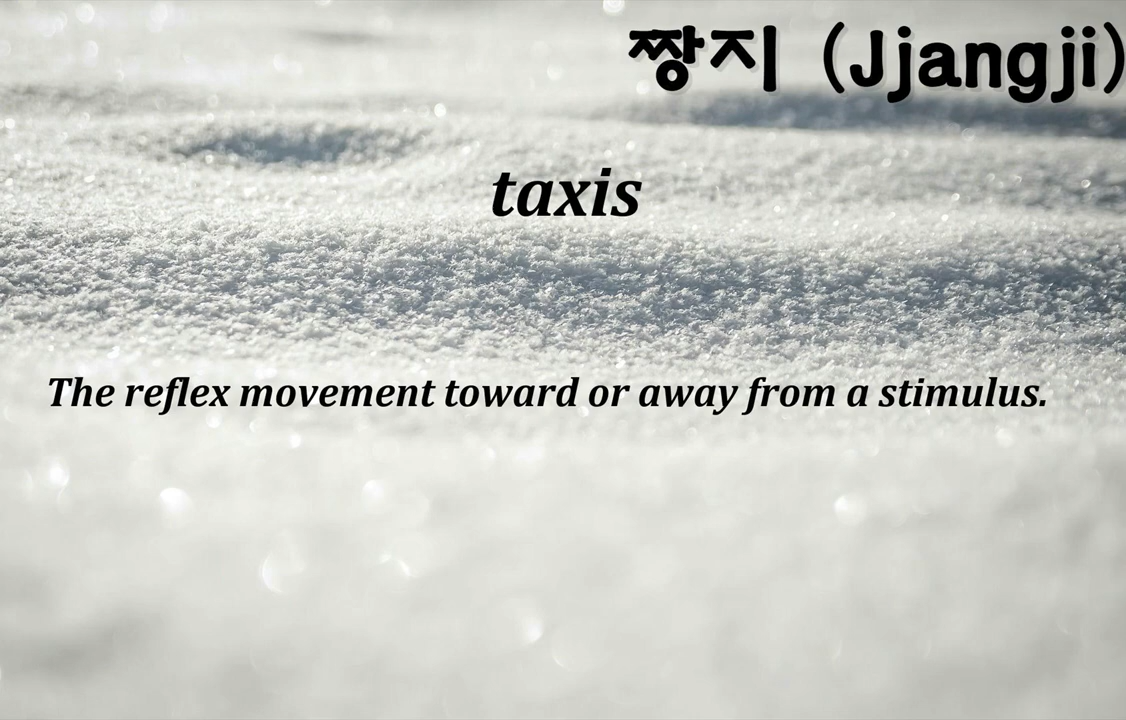 짱지 (Jjangji)
taxis
The reflex movement toward or away from a stimulus.